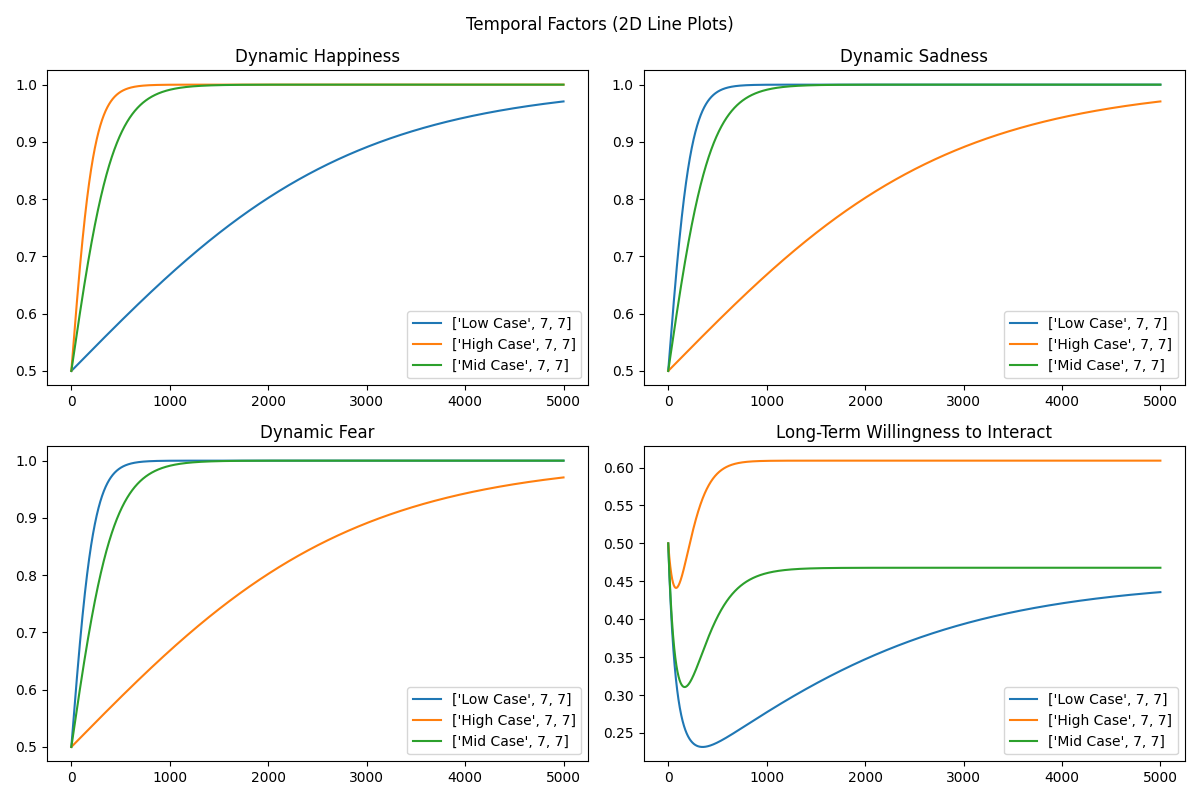 Temporal Factors (2D Line Plots)
Dynamic Happiness
1.0
0.9
0.8
0.7
0.6
0.5
0 1000 2000 3000 4000 5000
['Low Case', 7, 7]
['High Case', 7, 7]
['Mid Case', 7, 7]
Dynamic Sadness
1.0
0.9
0.8
0.7
0.6
0.5
0 1000 2000 3000 4000 5000
['Low Case', 7, 7]
['High Case', 7, 7]
['Mid Case', 7, 7]
Dynamic Fear
1.0
0.9
0.8
0.7
0.6
0.5
0 1000 2000 3000 4000 5000
['Low Case', 7, 7]
['High Case', 7, 7]
['Mid Case', 7, 7]
Long-Term Willingness to Interact
0.60
0.55
0.50
0.45
0.40
0.35
0.30
0.25
0 1000 2000 3000 4000 5000
['Low Case', 7, 7]
['High Case', 7, 7]
['Mid Case', 7, 7]